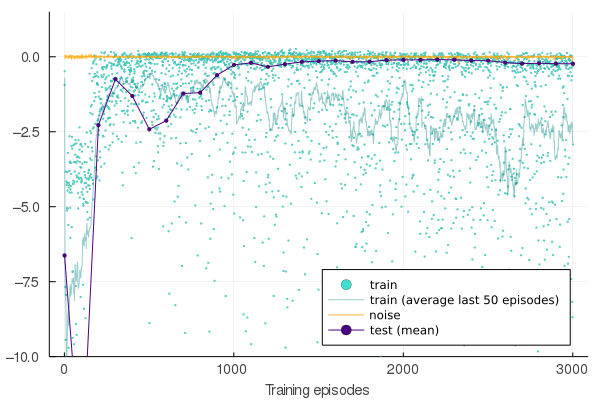 0.0
−2.5
−5.0
−7.5
−10.0
train
train (average last 50 episodes)
noise
test (mean)
0 1000 2000 3000
Training episodes